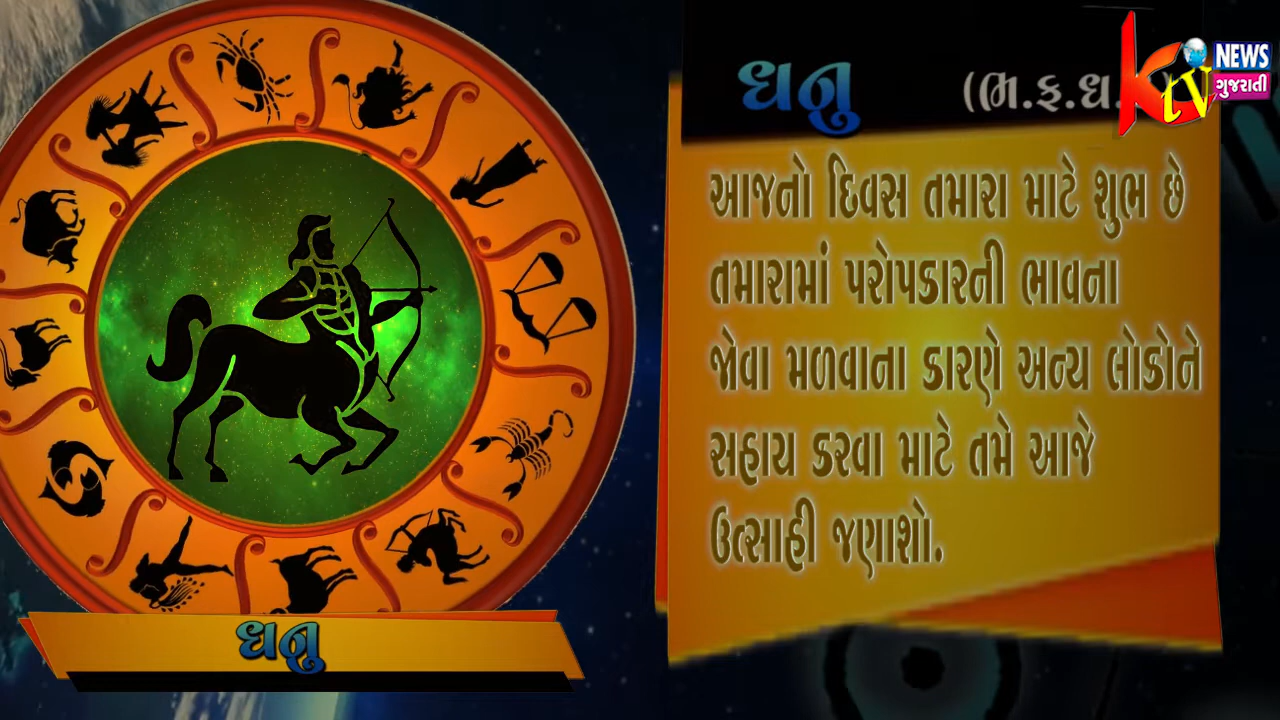 ધનુ
(ભ.ફ.ધ.)
Ktv NEWS
ગુજરાતી
આજનો દિવસ તમારા માટે શુભ છે
તમારામાં પરોપકારની ભાવના
જોવા મળવાના કારણે અન્ય લોકોને
સહાય કરવા માટે તમે આજે
ઉત્સાહી જણાશો.
ધનુ